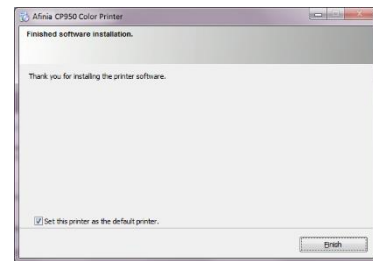 Afinia CP950 Color Printer
Finished software installation.
Thank you for installing the printer software.
Set this printer as the default printer.
Finish